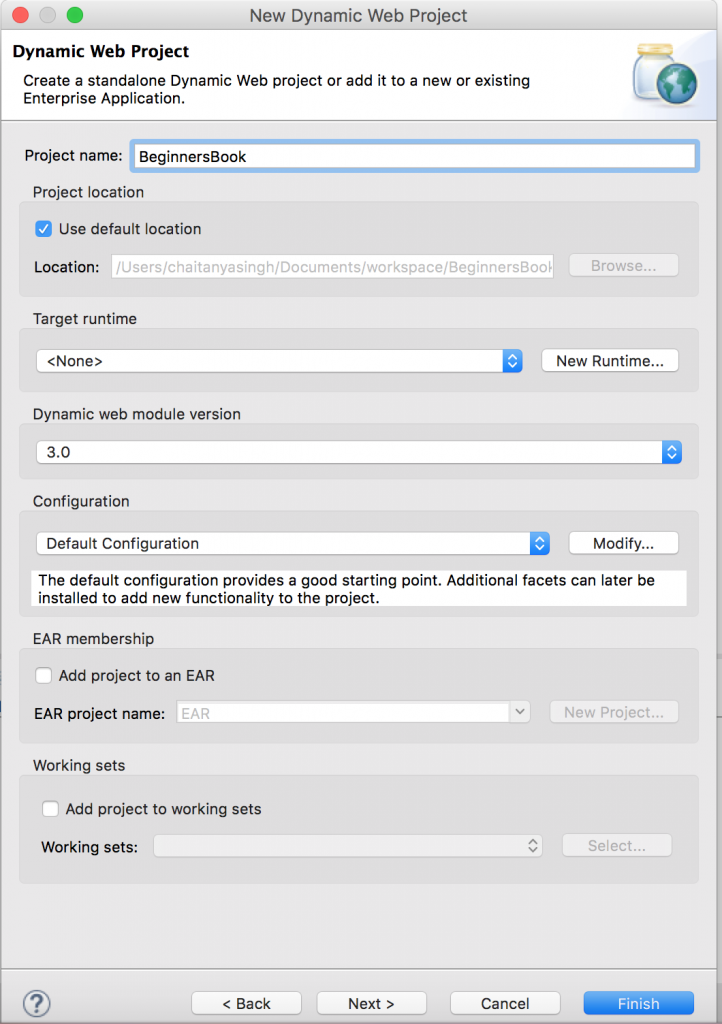 New Dynamic Web Project
Dynamic Web Project
Create a standalone Dynamic Web project or add it to a new or existing
Enterprise Application.
Project name: BeginnersBook
Project location
Use default location
Location: /Users/chaitanyasingh/Documents/workspace/BeginnersBook Browse...
Target runtime
<None> New Runtime...
Dynamic web module version
3.0
Configuration
Default Configuration Modify...
The default configuration provides a good starting point. Additional facets can later be
installed to add new functionality to the project.
EAR membership
Add project to an EAR
EAR project name: EAR New Project...
Working sets
Add project to working sets
Working sets: Select...
? < Back Next > Cancel Finish